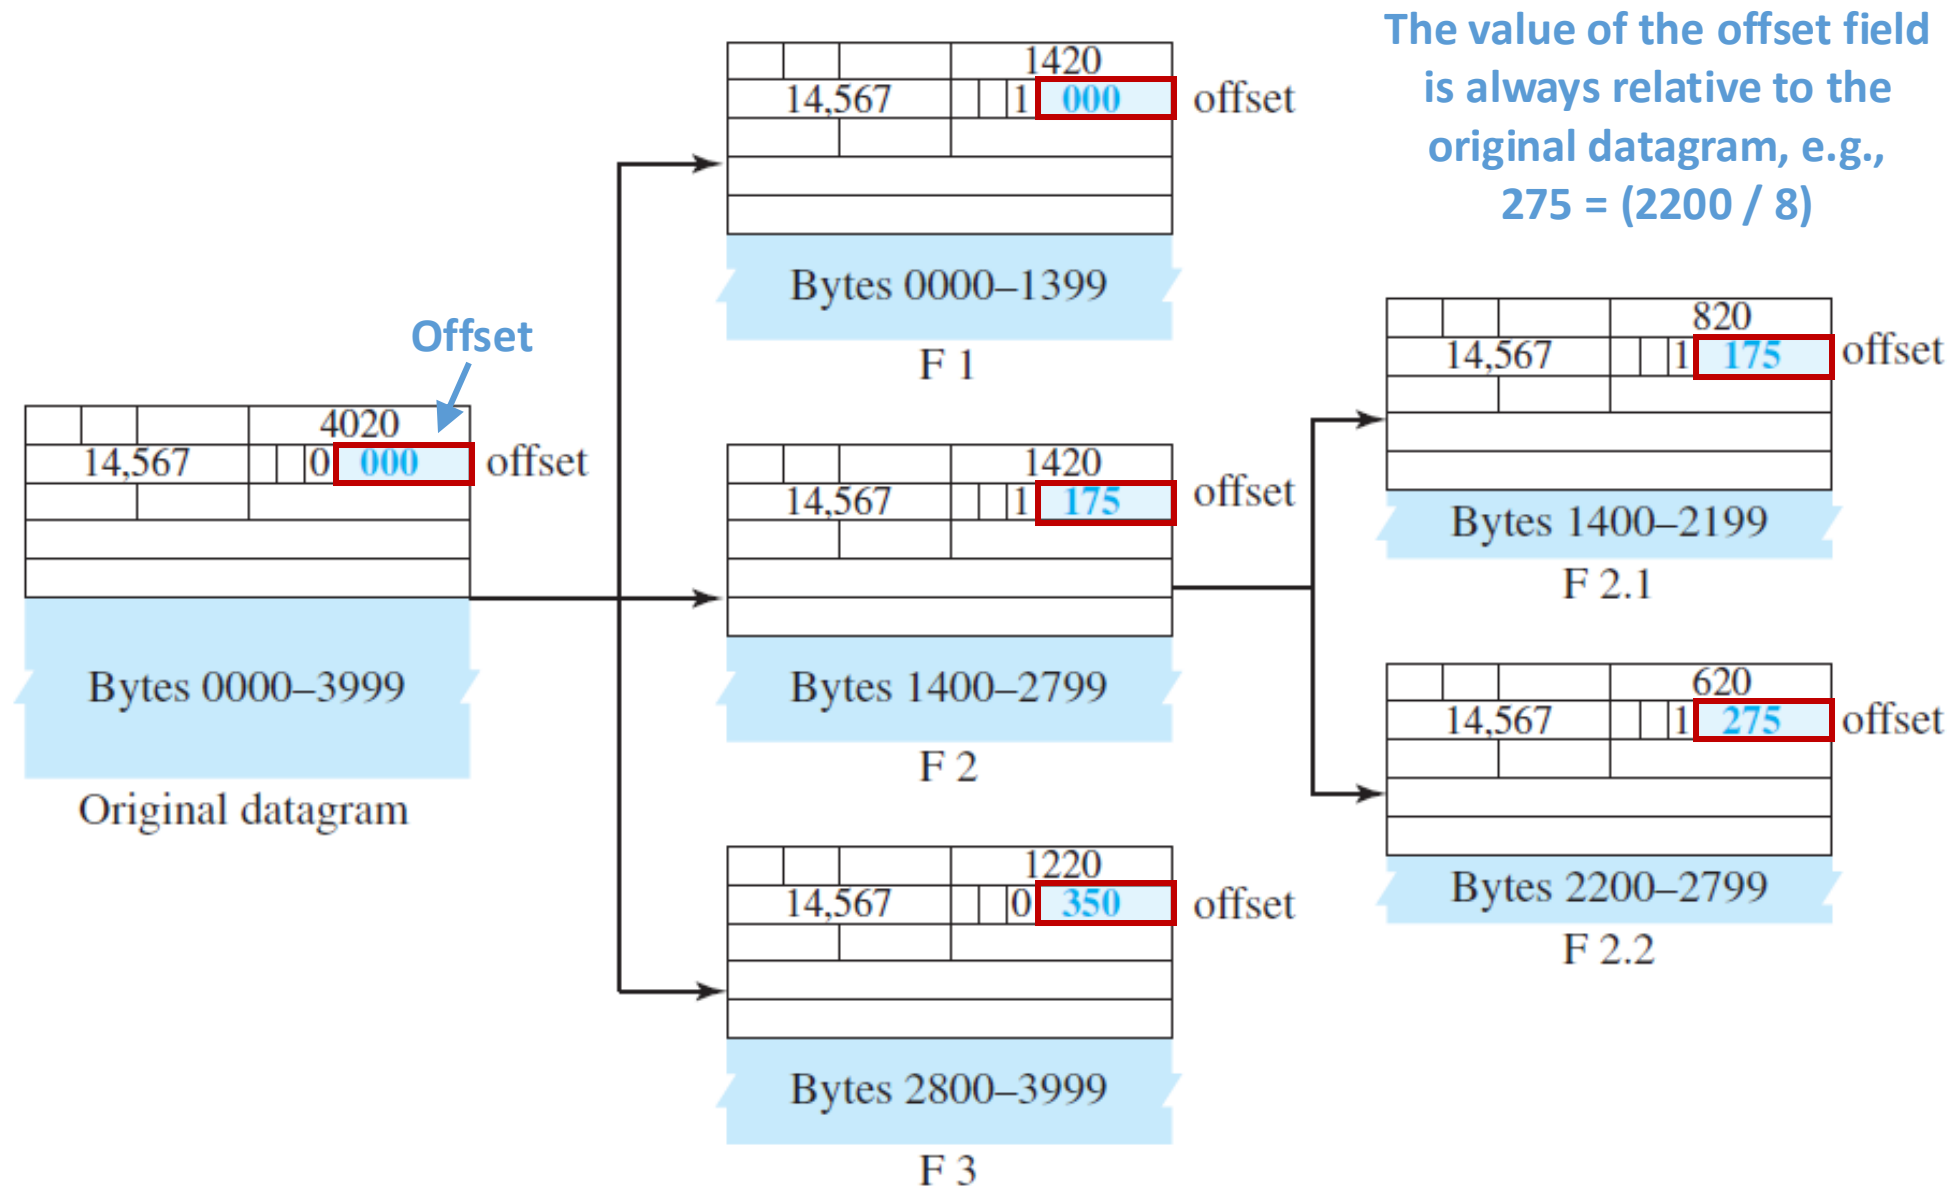 The value of the offset field
is always relative to the
original datagram, e.g.,
275 = (2200 / 8)
Offset
4020
14,567 0 000 offset
Bytes 0000–3999
Original datagram
1420
14,567 1 000 offset
Bytes 0000–1399
F 1
1420
14,567 1 175 offset
Bytes 1400–2799
F 2
1220
14,567 0 350 offset
Bytes 2800–3999
F 3
820
14,567 1 175 offset
Bytes 1400–2199
F 2.1
620
14,567 1 275 offset
Bytes 2200–2799
F 2.2